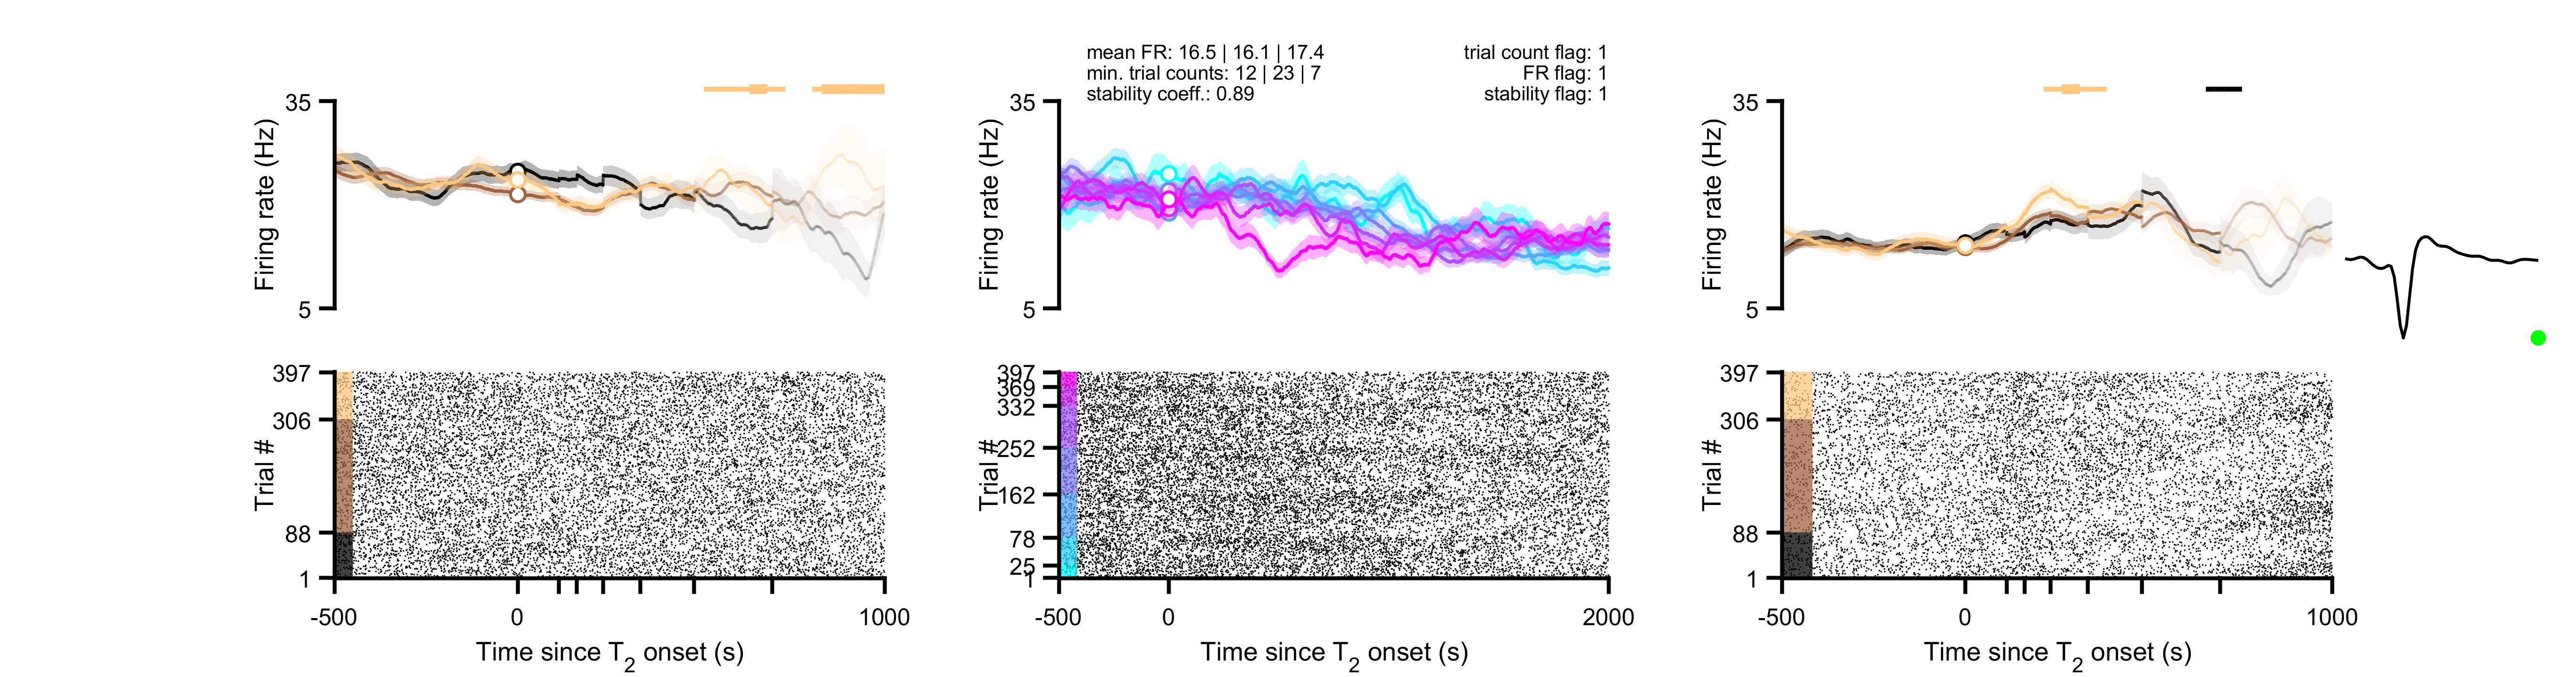 mean FR: 16.5 | 16.1 | 17.4
min. trial counts: 12 | 23 | 7
stability coeff.: 0.89
trial count flag: 1
FR flag: 1
stability flag: 1
35
5
Firing rate (Hz)
35
5
Firing rate (Hz)
35
5
Firing rate (Hz)
397
306
88
1
Trial #
-500
0
1000
Time since T2 onset (s)
397
369
332
252
162
78
25
1
Trial #
-500
0
2000
Time since T2 onset (s)
397
306
88
1
Trial #
-500
0
1000
Time since T2 onset (s)